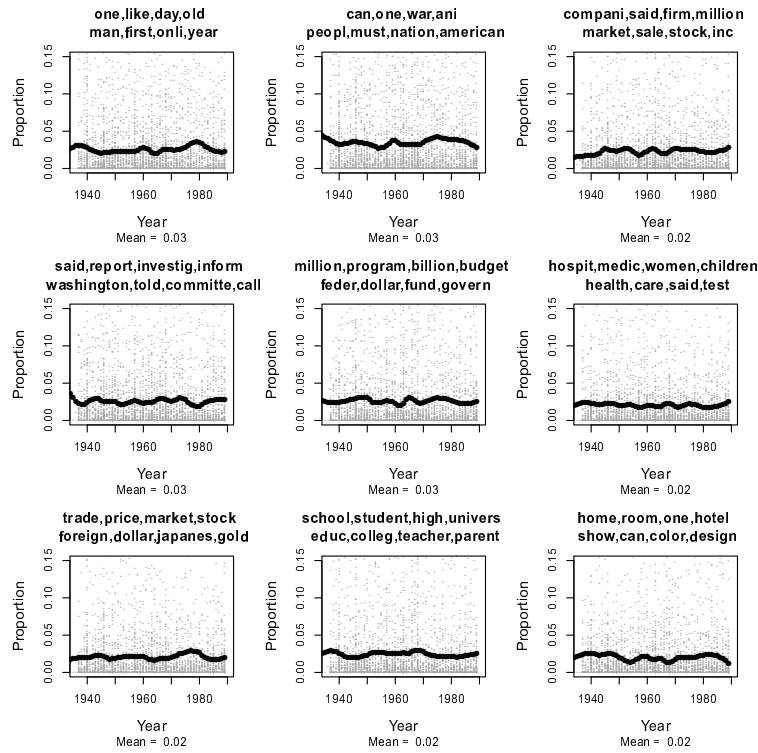 one,like,day,old
man,first,onli,year
Proportion
0.00 0.05 0.10 0.15
1940 1960 1980
Year
Mean = 0.03
can,one,war,ani
peopl,must,nation,american
Proportion
0.00 0.05 0.10 0.15
1940 1960 1980
Year
Mean = 0.03
compani,said,firm,million
market,sale,stock,inc
Proportion
0.00 0.05 0.10 0.15
1940 1960 1980
Year
Mean = 0.02
said,report,investig,inform
washington,told,committe,call
Proportion
0.00 0.05 0.10 0.15
1940 1960 1980
Year
Mean = 0.03
million,program,billion,budget
feder,dollar,fund,govern
Proportion
0.00 0.05 0.10 0.15
1940 1960 1980
Year
Mean = 0.03
hospit,medic,women,children
health,care,said,test
Proportion
0.00 0.05 0.10 0.15
1940 1960 1980
Year
Mean = 0.02
trade,price,market,stock
foreign,dollar,japanes,gold
Proportion
0.00 0.05 0.10 0.15
1940 1960 1980
Year
Mean = 0.02
school,student,high,univers
educ,colleg,teacher,parent
Proportion
0.00 0.05 0.10 0.15
1940 1960 1980
Year
Mean = 0.02
home,room,one,hotel
show,can,color,design
Proportion
0.00 0.05 0.10 0.15
1940 1960 1980
Year
Mean = 0.02